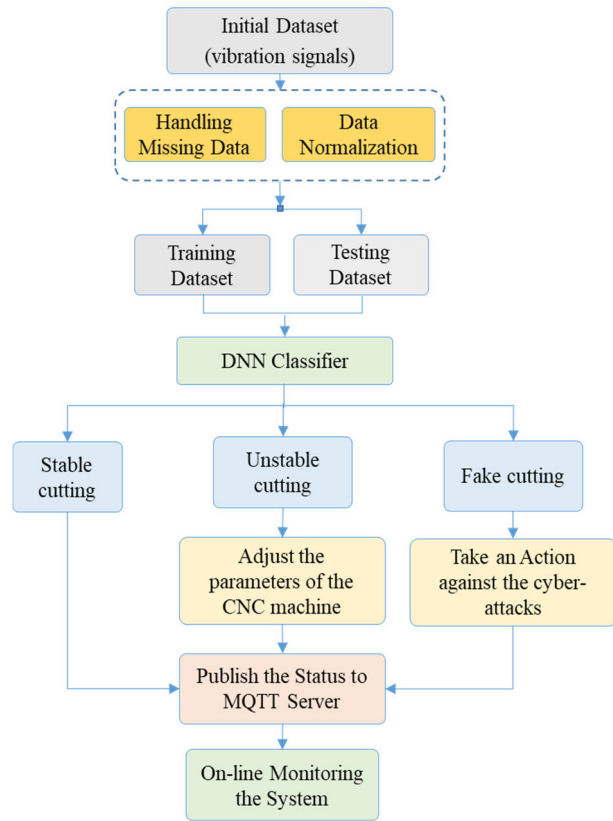 Initial Dataset
(vibration signals)
Handling
Missing Data
Data
Normalization
Training
Dataset
Testing
Dataset
DNN Classifier
Stable
cutting
Unstable
cutting
Fake cutting
Adjust the
parameters of the
CNC machine
Take an Action
against the cyber-
attacks
Publish the Status to
MQTT Server
On-line Monitoring
the System